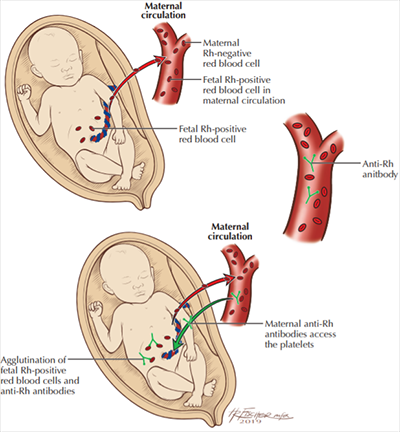 Maternal
circulation
Maternal
Rh-negative
red blood cell
Fetal Rh-positive
red blood cell in
maternal circulation
Fetal Rh-positive
red blood cell
Anti-Rh
anitbody
Maternal
circulation
Maternal anti-Rh
antibodies access
the platelets
Agglutination of
fetal Rh-positive
red blood cells and
anti-Rh antibodies
2019